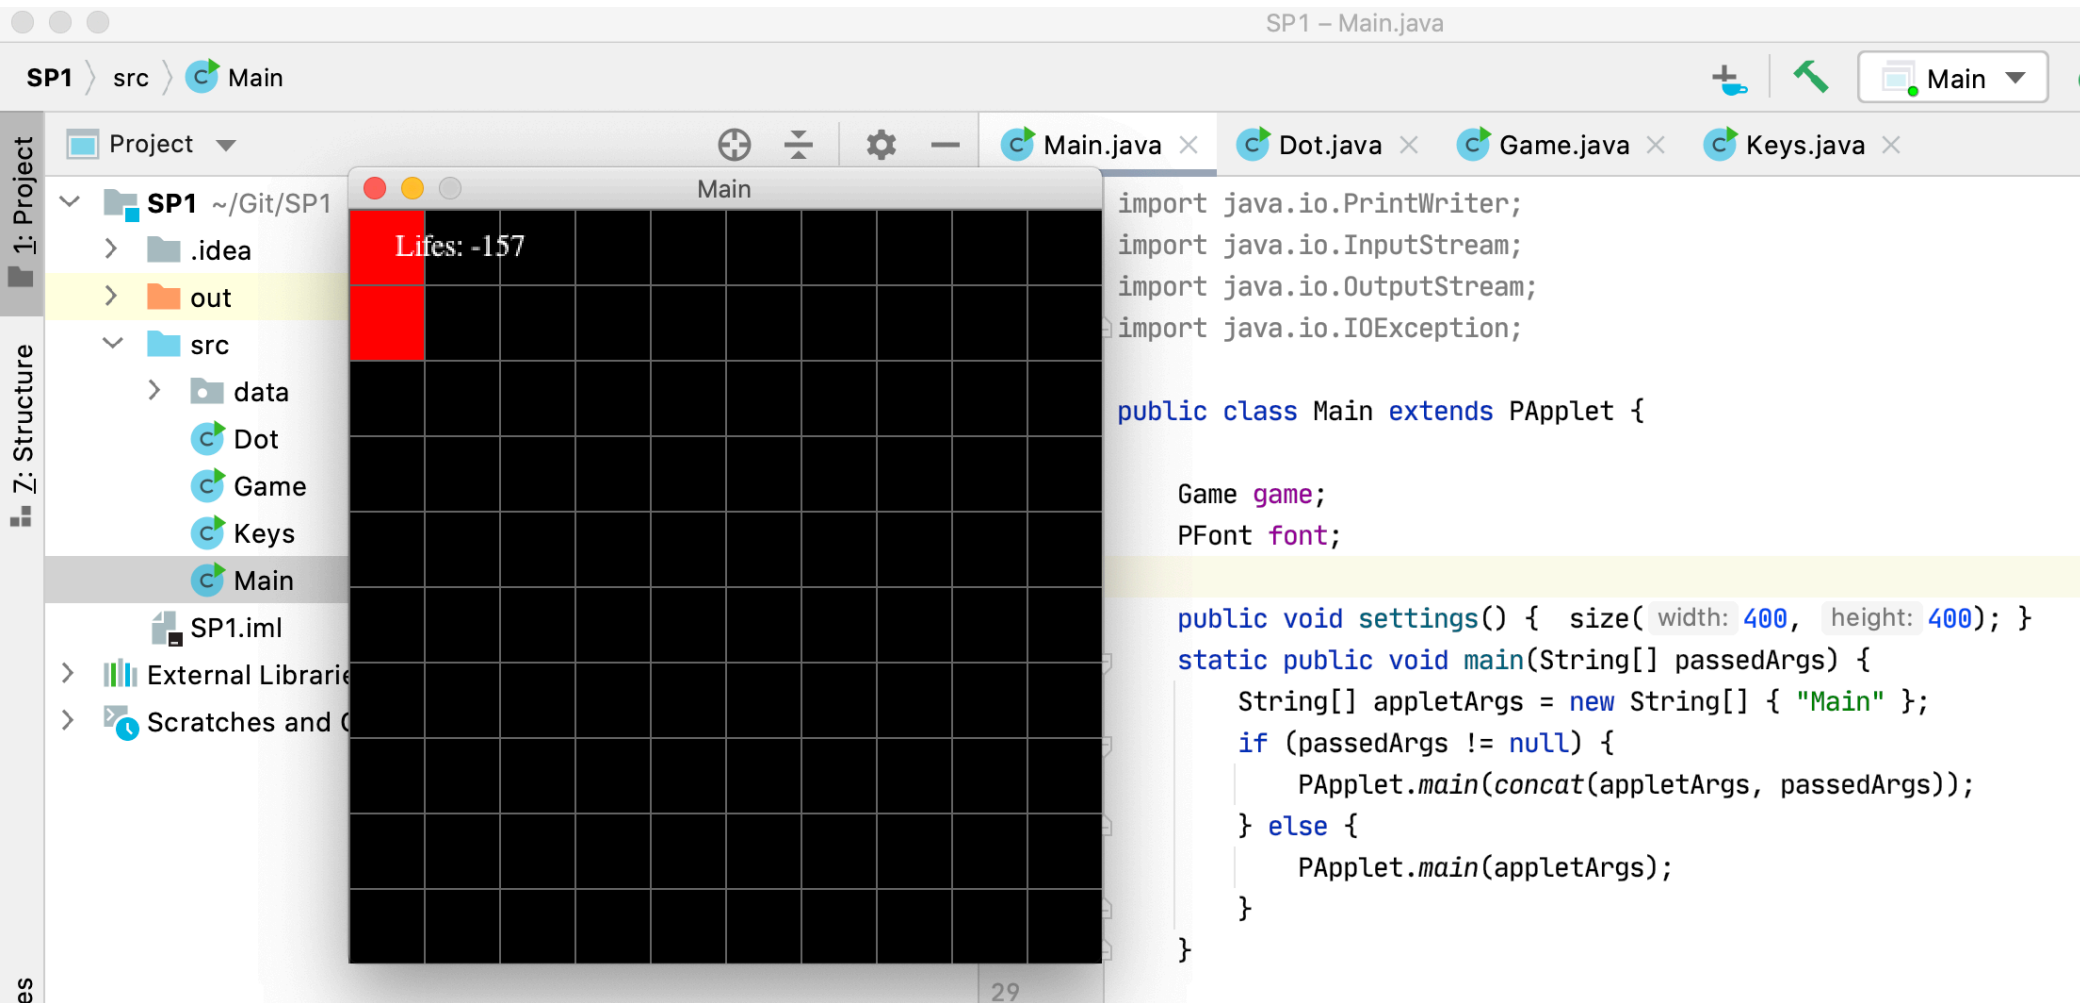 SP1 – Main.java
SP1 src Main
Main
1: Project
7: Structure
Project
Main.java Dot.java Game.java Keys.java
SP1 ~/Git/SP1
.idea
out
src
data
Dot
Game
Keys
Main
SP1.iml
External Librarie
Scratches and
Main
Lifes: -157
import java.io.PrintWriter;
import java.io.InputStream;
import java.io.OutputStream;
import java.io.IOException;
public class Main extends PApplet {
Game game;
PFont font;
public void settings() { size( width: 400, height: 400); }
static public void main(String[] passedArgs) {
String[] appletArgs = new String[] { "Main" };
if (passedArgs != null) {
PApplet.main(concat(appletArgs, passedArgs));
} else {
PApplet.main(appletArgs);
}
}
29